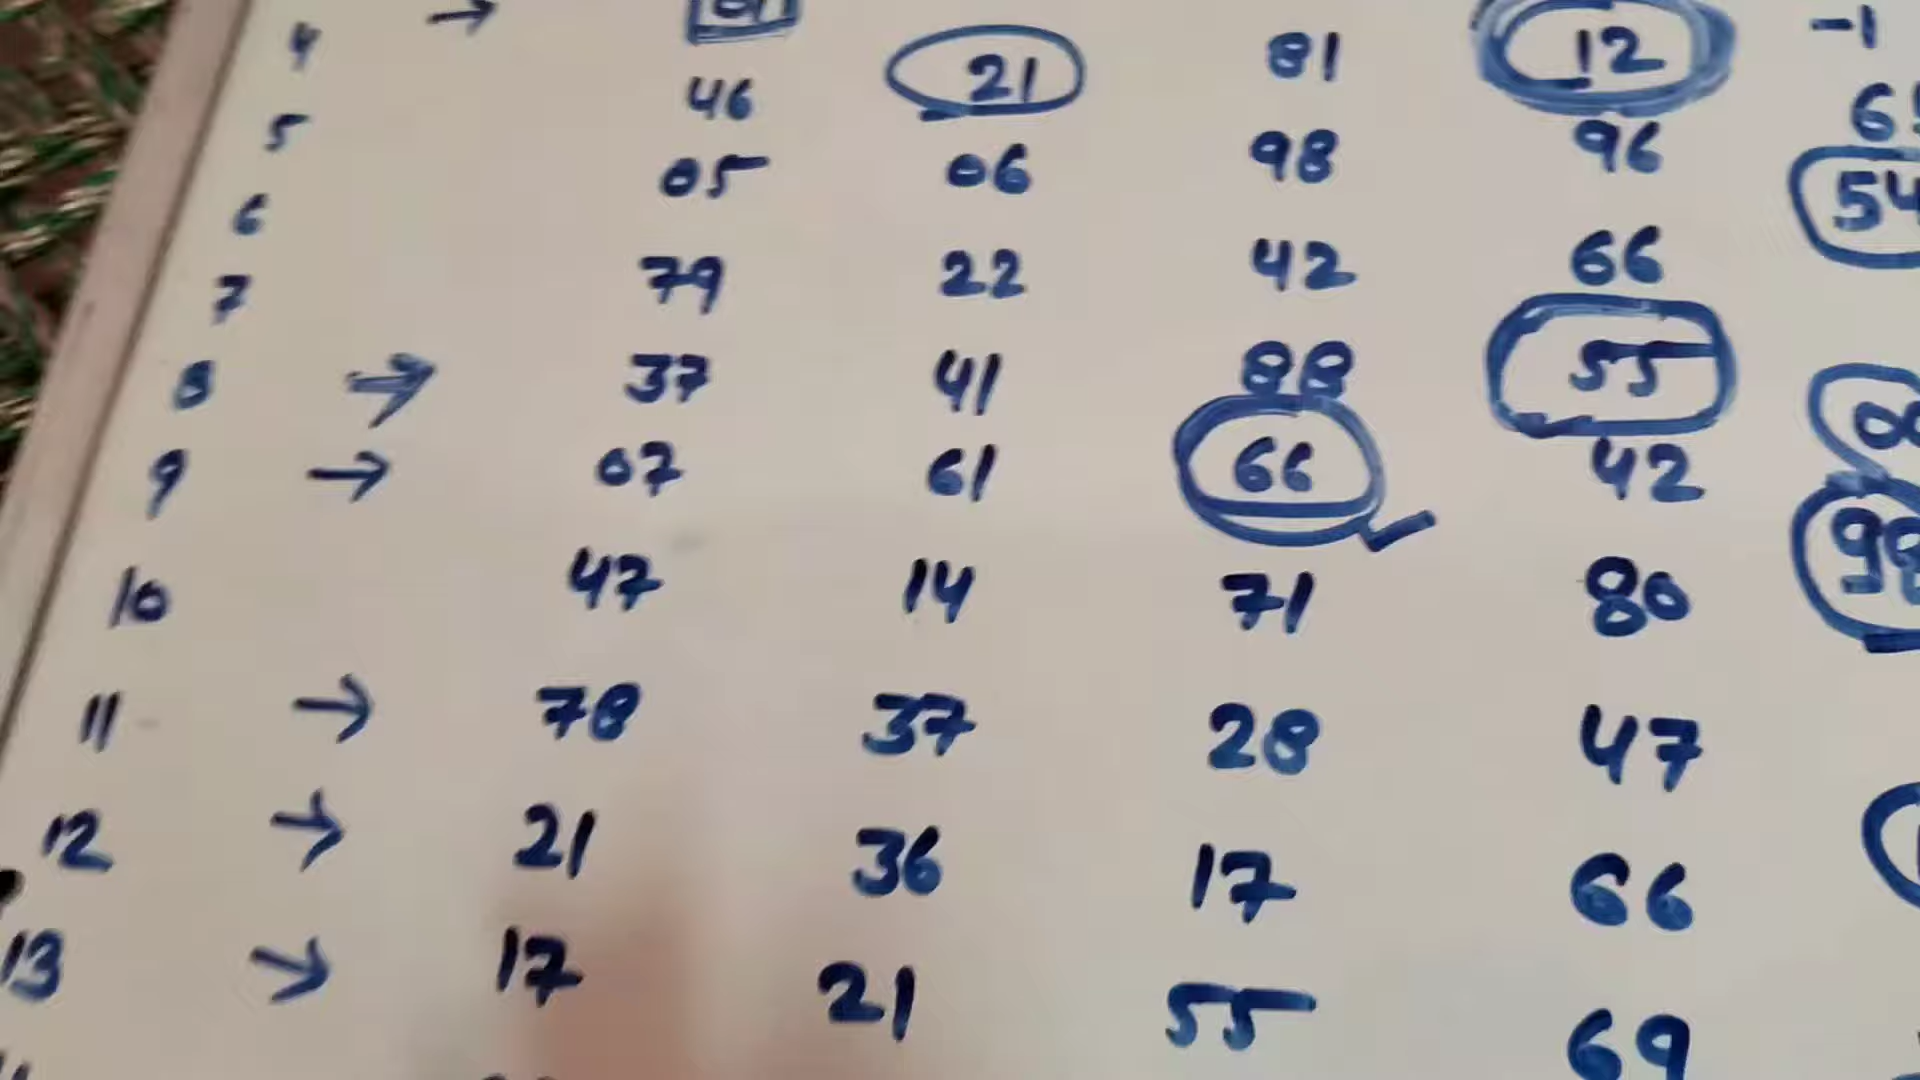 4 →
46 21 81 12 -1
5 05 06 98 96
6 79 22 42 66
7
8 → 37 41 88 55
9 → 07 61 66 42
10 47 14 71 80
11 → 78 37 28 47
12 → 21 36 17 66
13 → 17 21 55 69